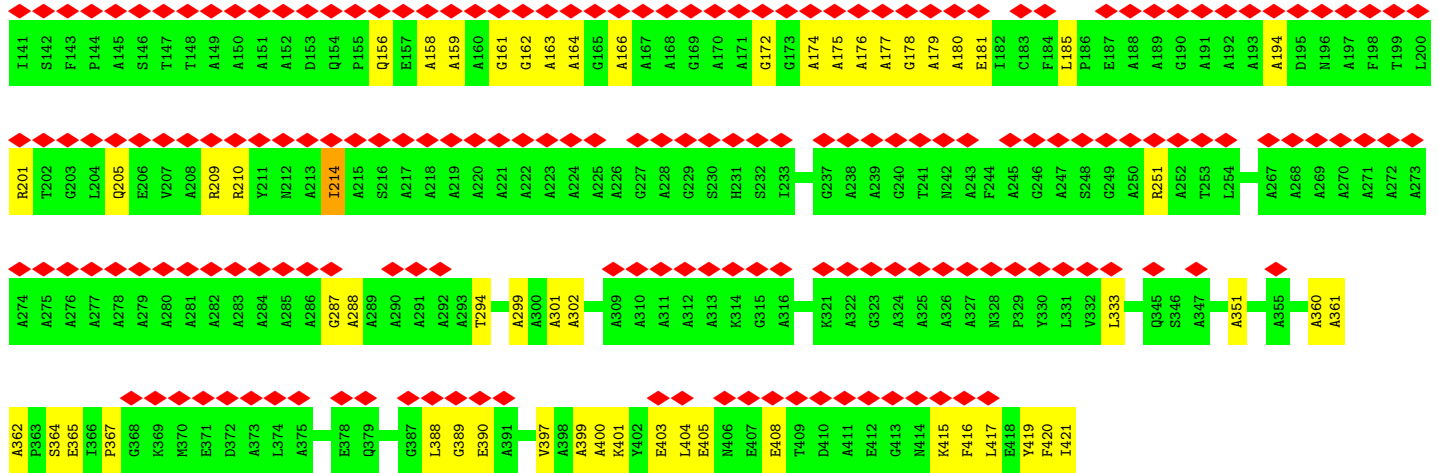 I141 S142 F143 P144 A145 S146 T147 T148 A149 A150 A151 A152 D153 Q154 P155 Q156 E157 A158 A159 A160 G161 G162 A163 A164 G165 A166 A167 A168 G169 A170 A171 G172 G173 A174 A175 A176 A177 G178 A179 A180 E181 I182 C183 F184 L185 P186 E187 A188 A189 G190 A191 A192 A193 A194 D195 N196 A197 F198 T199 L200
R201 T202 G203 L204 Q205 E206 V207 A208 R209 R210 Y211 N212 A213 I214 A215 S216 A217 A218 A219 A220 A221 A222 A223 A224 A225 A226 G227 A228 G229 S230 H231 S232 I233 G237 A238 A239 G240 T241 N242 A243 F244 A245 G246 A247 S248 G249 A250 R251 A252 T253 L254 A267 A268 A269 A270 A271 A272 A273
A274 A275 A276 A277 A278 A279 A280 A281 A282 A283 A284 A285 A286 G287 A288 A289 A290 A291 A292 A293 T294 A299 A300 A301 A302 A309 A310 A311 A312 A313 K314 G315 A316 K321 A322 G323 A324 A325 A326 A327 N328 P329 Y330 L331 V332 L333 Q345 S346 A347 A351 A355 A360 A361
A362 P363 S364 E365 I366 P367 G368 K369 M370 E371 D372 A373 L374 A375 E378 Q379 G387 L388 G389 E390 A391 V397 A398 A399 A400 K401 Y402 E403 L404 E405 N406 E407 E408 T409 D410 A411 E412 G413 N414 K415 F416 L417 E418 Y419 F420 I421